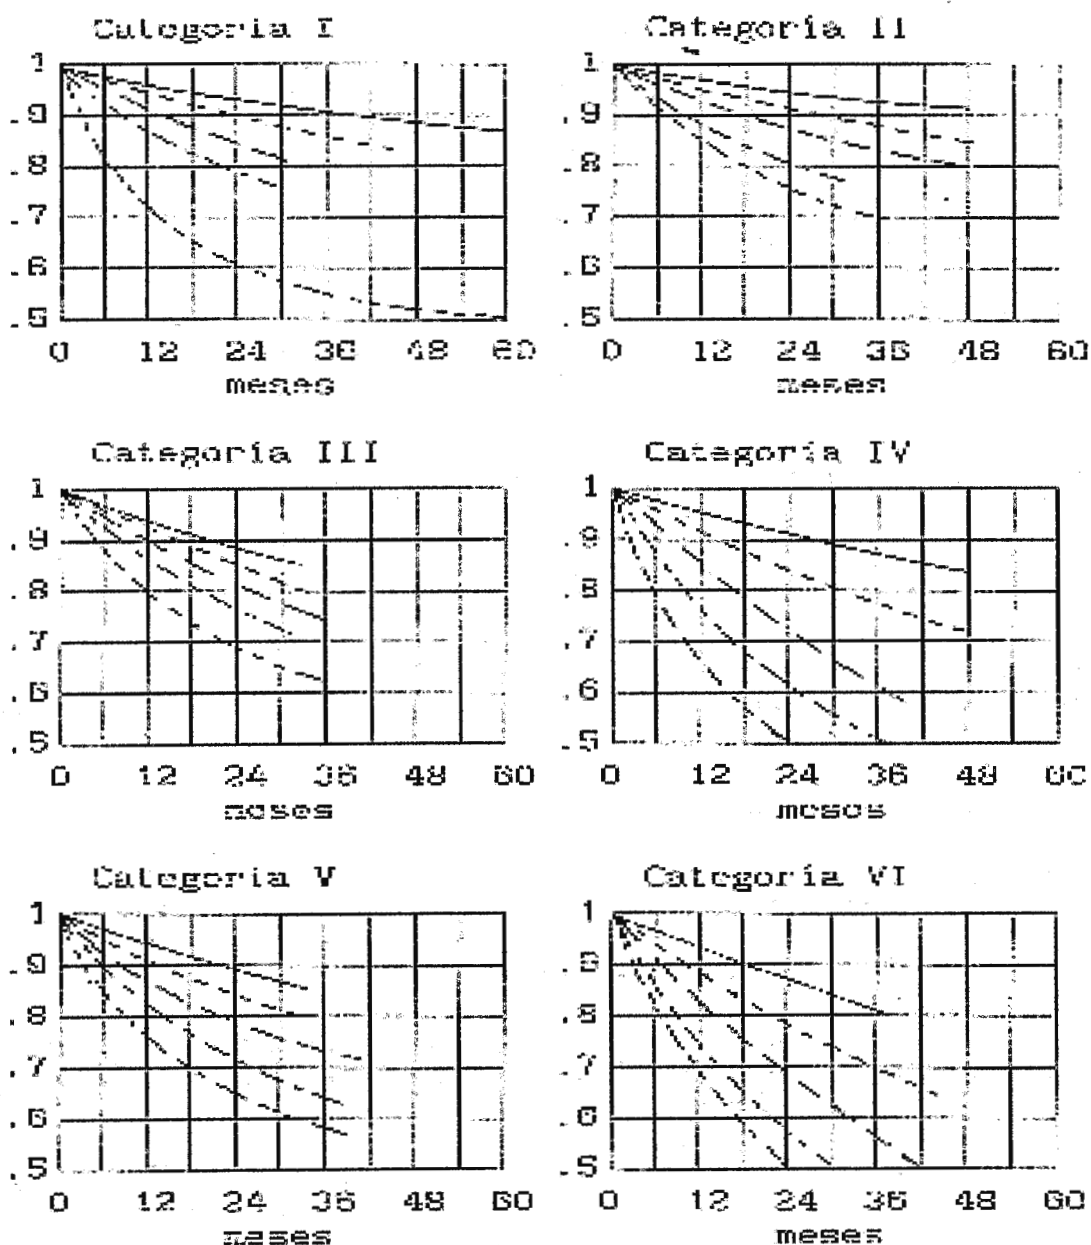 Categoria I
1
.9
.8
.7
.6
.5
0 12 24 36 48 60
meses
Categoria II
1
.9
.8
.7
.6
.5
0 12 24 36 48 60
meses
Categoría III
1
.9
.8
.7
.6
.5
0 12 24 36 48 60
meses
Categoría IV
1
.9
.8
.7
.6
.5
0 12 24 36 48 60
meses
Categoria V
1
.9
.8
.7
.6
.5
0 12 24 36 48 60
meses
Categoría VI
1
.9
.8
.7
.6
.5
0 12 24 36 48 60
meses